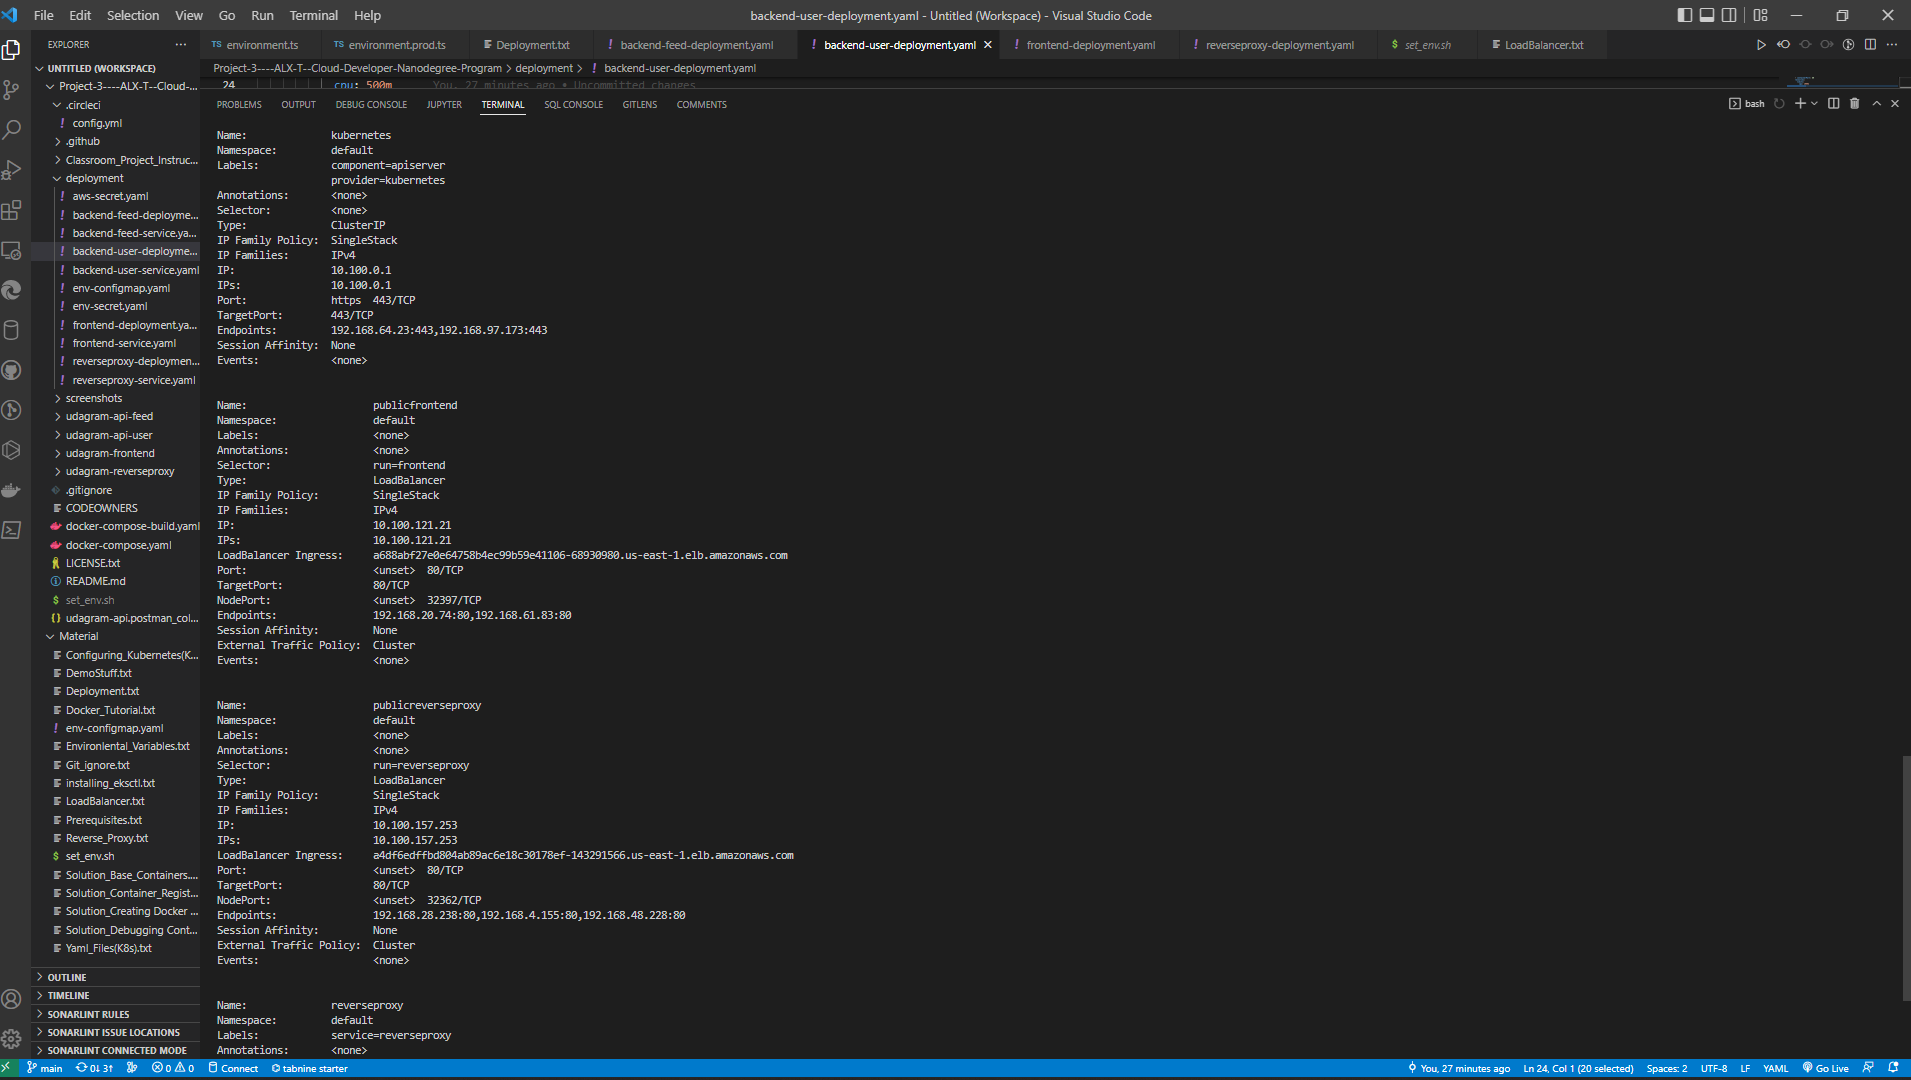 File Edit Selection View Go Run Terminal Help
backend-user-deployment.yaml - Untitled (Workspace) - Visual Studio Code
EXPLORER
UNTITLED (WORKSPACE)
Project-3----ALX-T--Cloud-...
.circleci
config.yml
.github
Classroom_Project_Instruc...
deployment
aws-secret.yaml
backend-feed-deployme...
backend-feed-service.ya...
backend-user-deployme...
backend-user-service.yaml
env-configmap.yaml
env-secret.yaml
frontend-deployment.ya...
frontend-service.yaml
reverseproxy-deploymen...
reverseproxy-service.yaml
screenshots
udagram-api-feed
udagram-api-user
udagram-frontend
udagram-reverseproxy
.gitignore
CODEOWNERS
docker-compose-build.yaml
docker-compose.yaml
LICENSE.txt
README.md
$ set_env.sh
udagram-api.postman_col...
Material
Configuring_Kubernetes(K...
DemoStuff.txt
Deployment.txt
Docker_Tutorial.txt
env-configmap.yaml
Environlental_Variables.txt
Git_ignore.txt
installing_eksctl.txt
LoadBalancer.txt
Prerequisites.txt
Reverse_Proxy.txt
$ set_env.sh
Solution_Base_Containers....
Solution_Container_Regist...
Solution_Creating Docker ...
Solution_Debugging Cont...
Yaml_Files(K8s).txt
OUTLINE
TIMELINE
SONARLINT RULES
SONARLINT ISSUE LOCATIONS
SONARLINT CONNECTED MODE
TS environment.ts TS environment.prod.ts Deployment.txt ! backend-feed-deployment.yaml ! backend-user-deployment.yaml ! frontend-deployment.yaml ! reverseproxy-deployment.yaml $ set_env.sh LoadBalancer.txt
Project-3----ALX-T--Cloud-Developer-Nanodegree-Program > deployment > ! backend-user-deployment.yaml
24 cpu: 500m You, 27 minutes ago • Uncommitted changes
PROBLEMS OUTPUT DEBUG CONSOLE JUPYTER TERMINAL SQL CONSOLE GITLENS COMMENTS
bash
Name: kubernetes
Namespace: default
Labels: component=apiserver
provider=kubernetes
Annotations: <none>
Selector: <none>
Type: ClusterIP
IP Family Policy: SingleStack
IP Families: IPv4
IP: 10.100.0.1
IPs: 10.100.0.1
Port: https 443/TCP
TargetPort: 443/TCP
Endpoints: 192.168.64.23:443,192.168.97.173:443
Session Affinity: None
Events: <none>
Name: publicfrontend
Namespace: default
Labels: <none>
Annotations: <none>
Selector: run=frontend
Type: LoadBalancer
IP Family Policy: SingleStack
IP Families: IPv4
IP: 10.100.121.21
IPs: 10.100.121.21
LoadBalancer Ingress: a688abf27e0e64758b4ec99b59e41106-68930980.us-east-1.elb.amazonaws.com
Port: <unset> 80/TCP
TargetPort: 80/TCP
NodePort: <unset> 32397/TCP
Endpoints: 192.168.20.74:80,192.168.61.83:80
Session Affinity: None
External Traffic Policy: Cluster
Events: <none>
Name: publicreverseproxy
Namespace: default
Labels: <none>
Annotations: <none>
Selector: run=reverseproxy
Type: LoadBalancer
IP Family Policy: SingleStack
IP Families: IPv4
IP: 10.100.157.253
IPs: 10.100.157.253
LoadBalancer Ingress: a4df6edffbd804ab89ac6e18c30178ef-143291566.us-east-1.elb.amazonaws.com
Port: <unset> 80/TCP
TargetPort: 80/TCP
NodePort: <unset> 32362/TCP
Endpoints: 192.168.28.238:80,192.168.4.155:80,192.168.48.228:80
Session Affinity: None
External Traffic Policy: Cluster
Events: <none>
Name: reverseproxy
Namespace: default
Labels: service=reverseproxy
Annotations: <none>
main 0↓ 3↑ 0 0 Connect tabnine starter
You, 27 minutes ago Ln 24, Col 1 (20 selected) Spaces: 2 UTF-8 LF YAML Go Live